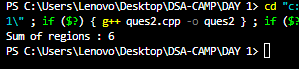 PS C:\Users\Lenovo\Desktop\DSA-CAMP\DAY 1> cd "c:
1\" ; if ($?) { g++ ques2.cpp -o ques2 } ; if ($
Sum of regions : 6
PS C:\Users\Lenovo\Desktop\DSA-CAMP\DAY 1>